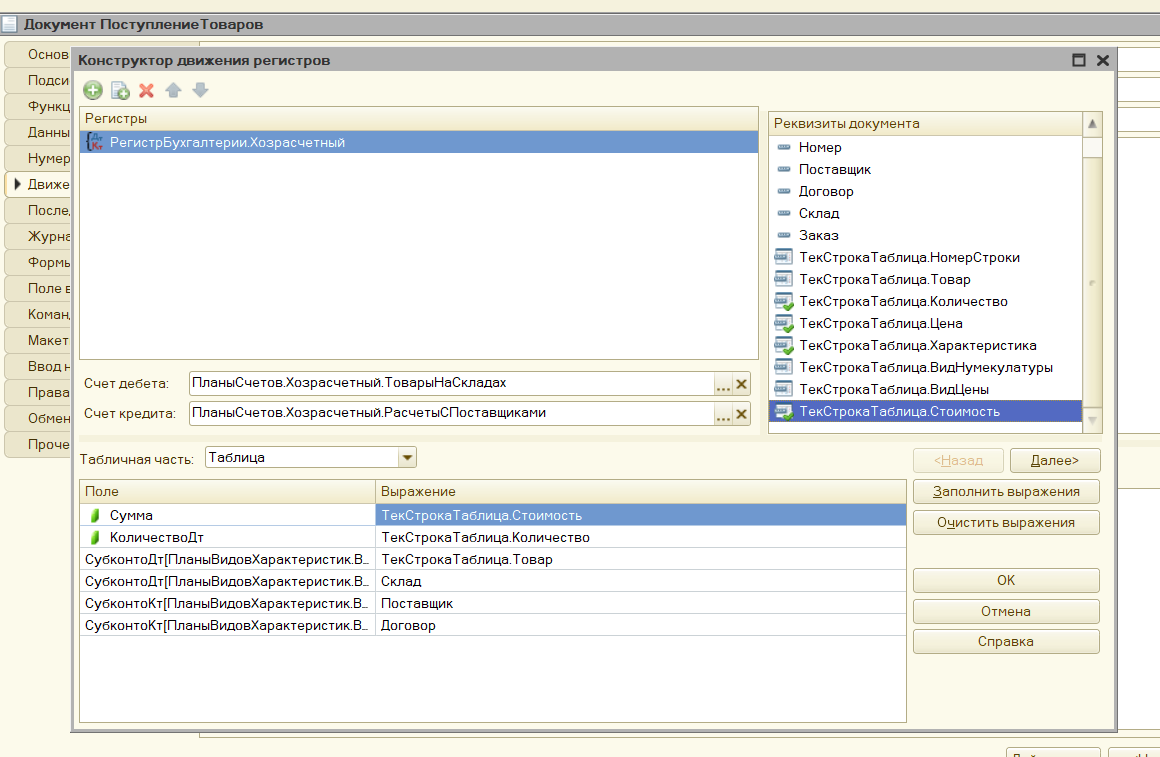 Документ ПоступлениеТоваров
Основ
Подси
Функц
Данны
Нумер
Движе
После
Журна
Формы
Поле в
Коман
Макет
Ввод н
Права
Обмен
Проче
Конструктор движения регистров
Регистры
РегистрБухгалтерии.Хозрасчетный
Реквизиты документа
Номер
Поставщик
Договор
Склад
Заказ
ТекСтрокаТаблица.НомерСтроки
ТекСтрокаТаблица.Товар
ТекСтрокаТаблица.Количество
ТекСтрокаТаблица.Цена
ТекСтрокаТаблица.Характеристика
ТекСтрокаТаблица.ВидНумекулатуры
ТекСтрокаТаблица.ВидЦены
ТекСтрокаТаблица.Стоимость
Счет дебета: ПланыСчетов.Хозрасчетный.ТоварыНаСкладах ...
Счет кредита: ПланыСчетов.Хозрасчетный.РасчетыСПоставщиками ...
Табличная часть: Таблица
<Назад Далее>
Поле Выражение
Сумма ТекСтрокаТаблица.Стоимость
КоличествоДт ТекСтрокаТаблица.Количество
СубконтоДт[ПланыВидовХарактеристик.В... ТекСтрокаТаблица.Товар
СубконтоДт[ПланыВидовХарактеристик.В... Склад
СубконтоКт[ПланыВидовХарактеристик.В... Поставщик
СубконтоКт[ПланыВидовХарактеристик.В... Договор
Заполнить выражения
Очистить выражения
OK
Отмена
Справка